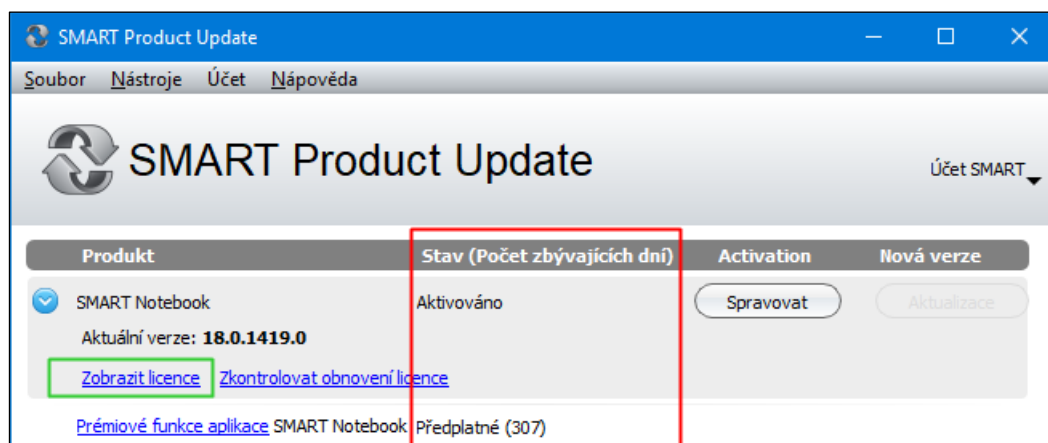 SMART Product Update
Soubor Nástroje Účet Nápověda
SMART Product Update
Účet SMART
Produkt Stav (Počet zbývajících dní) Activation Nová verze
SMART Notebook Aktivováno Spravovat Aktualizace
Aktuální verze: 18.0.1419.0
Zobrazit licence Zkontrolovat obnovení licence
Prémiové funkce aplikace SMART Notebook Předplatné (307)